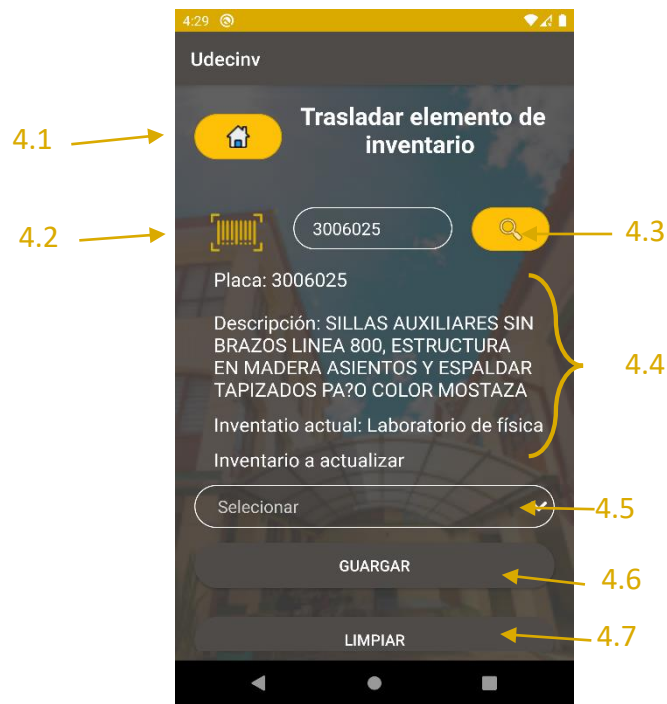 4:29
Udecinv
4.1
Trasladar elemento de
inventario
4.2
3006025
4.3
Placa: 3006025
Descripción: SILLAS AUXILIARES SIN
BRAZOS LINEA 800, ESTRUCTURA
EN MADERA ASIENTOS Y ESPALDAR
TAPIZADOS PA?O COLOR MOSTAZA
4.4
Inventatio actual: Laboratorio de física
Inventario a actualizar
Selecionar
4.5
GUARGAR
4.6
LIMPIAR
4.7